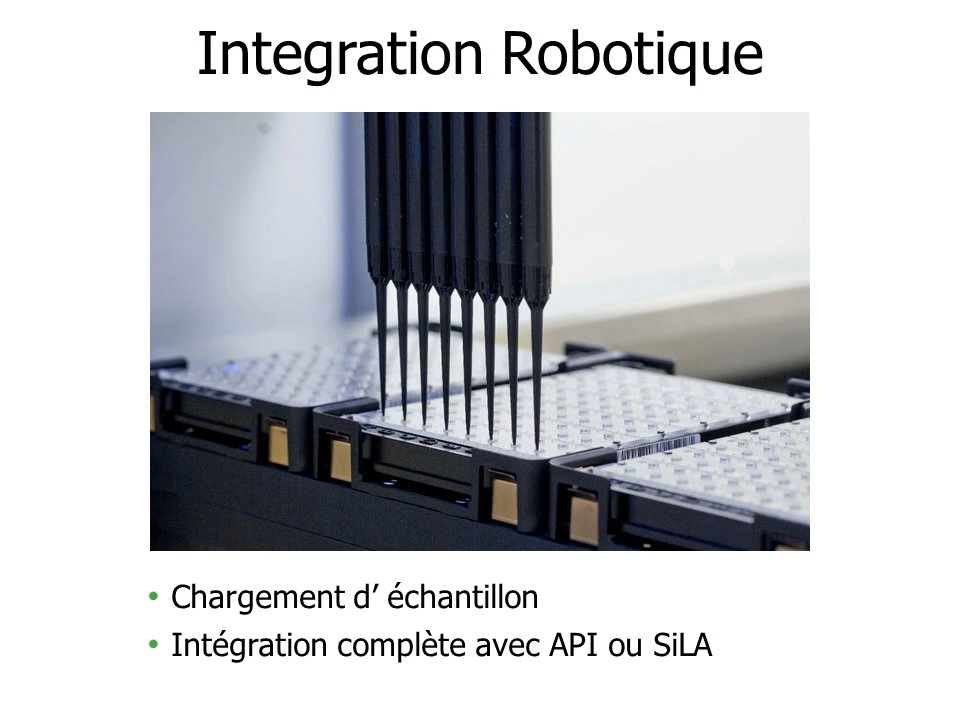 Integration Robotique
Chargement d’ échantillon
Intégration complète avec API ou SiLA